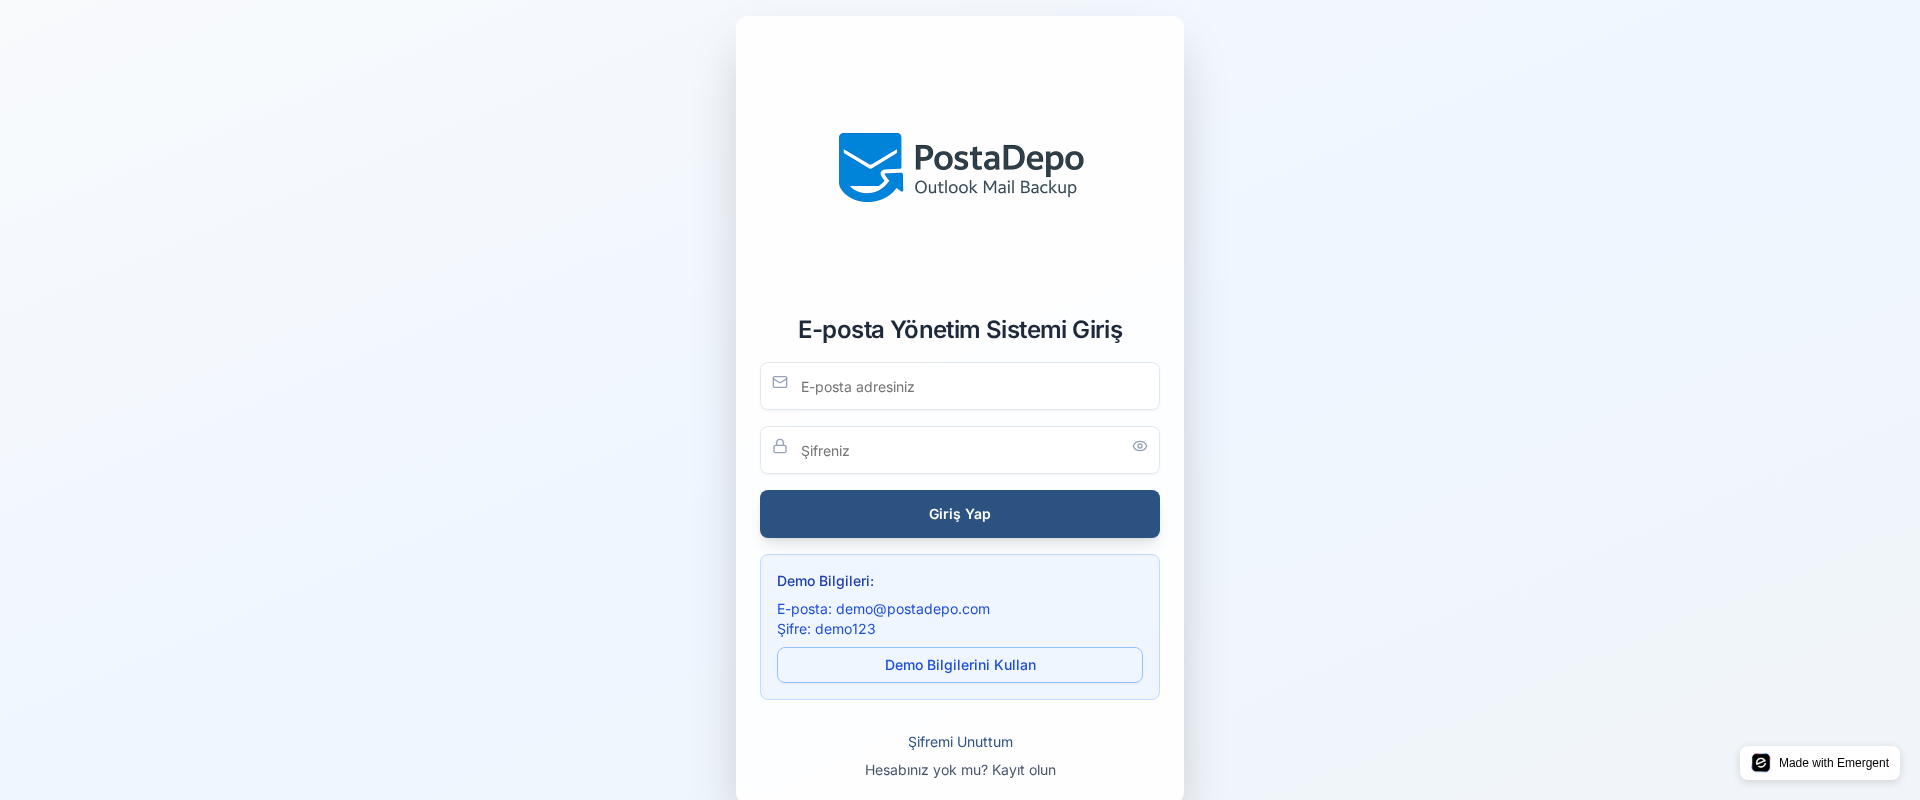 PostaDepo
Outlook Mail Backup
E-posta Yönetim Sistemi Giriş
E-posta adresiniz
Şifreniz
Giriş Yap
Demo Bilgileri:
E-posta: demo@postadepo.com
Şifre: demo123
Demo Bilgilerini Kullan
Şifremi Unuttum
Hesabınız yok mu? Kayıt olun
Made with Emergent